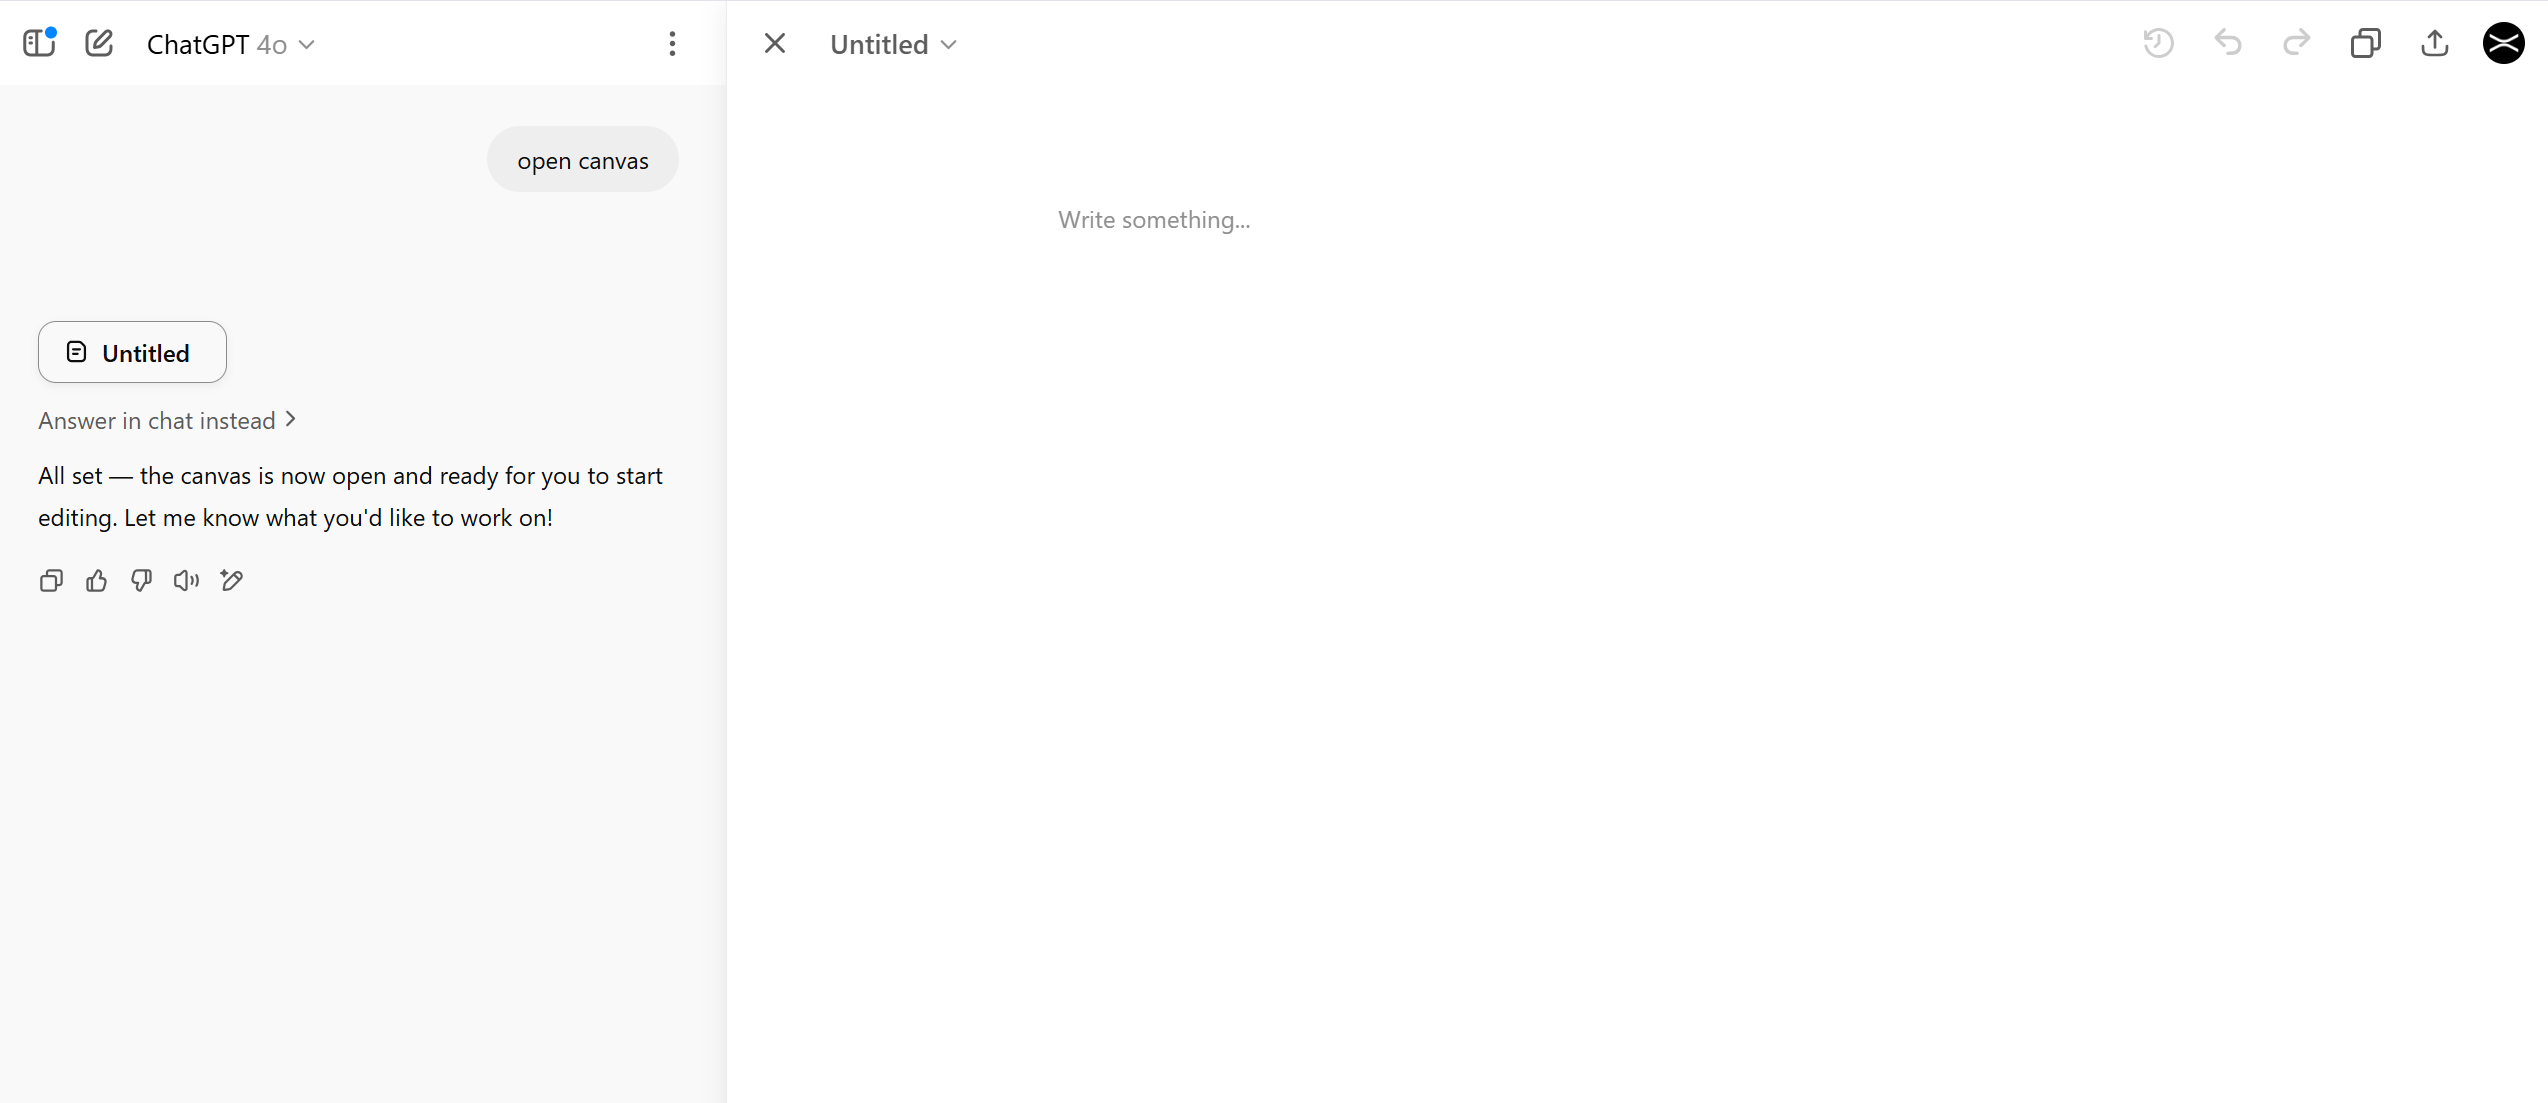 ChatGPT 4o
open canvas
Untitled
Answer in chat instead
All set — the canvas is now open and ready for you to start
editing. Let me know what you'd like to work on!
Untitled
Write something...